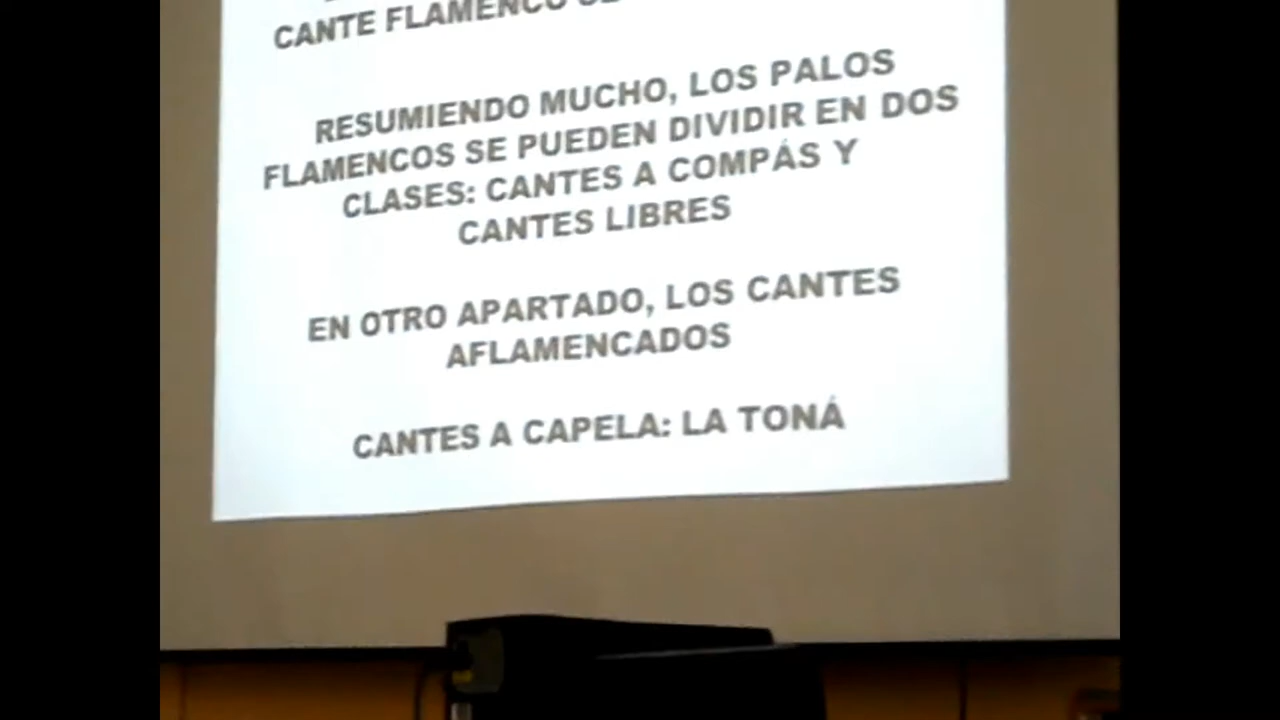 CANTE FLAMENCO
RESUMIENDO MUCHO, LOS PALOS
FLAMENCOS SE PUEDEN DIVIDIR EN DOS
CLASES: CANTES A COMPÁS Y
CANTES LIBRES
EN OTRO APARTADO, LOS CANTES
AFLAMENCADOS
CANTES A CAPELA: LA TONÁ